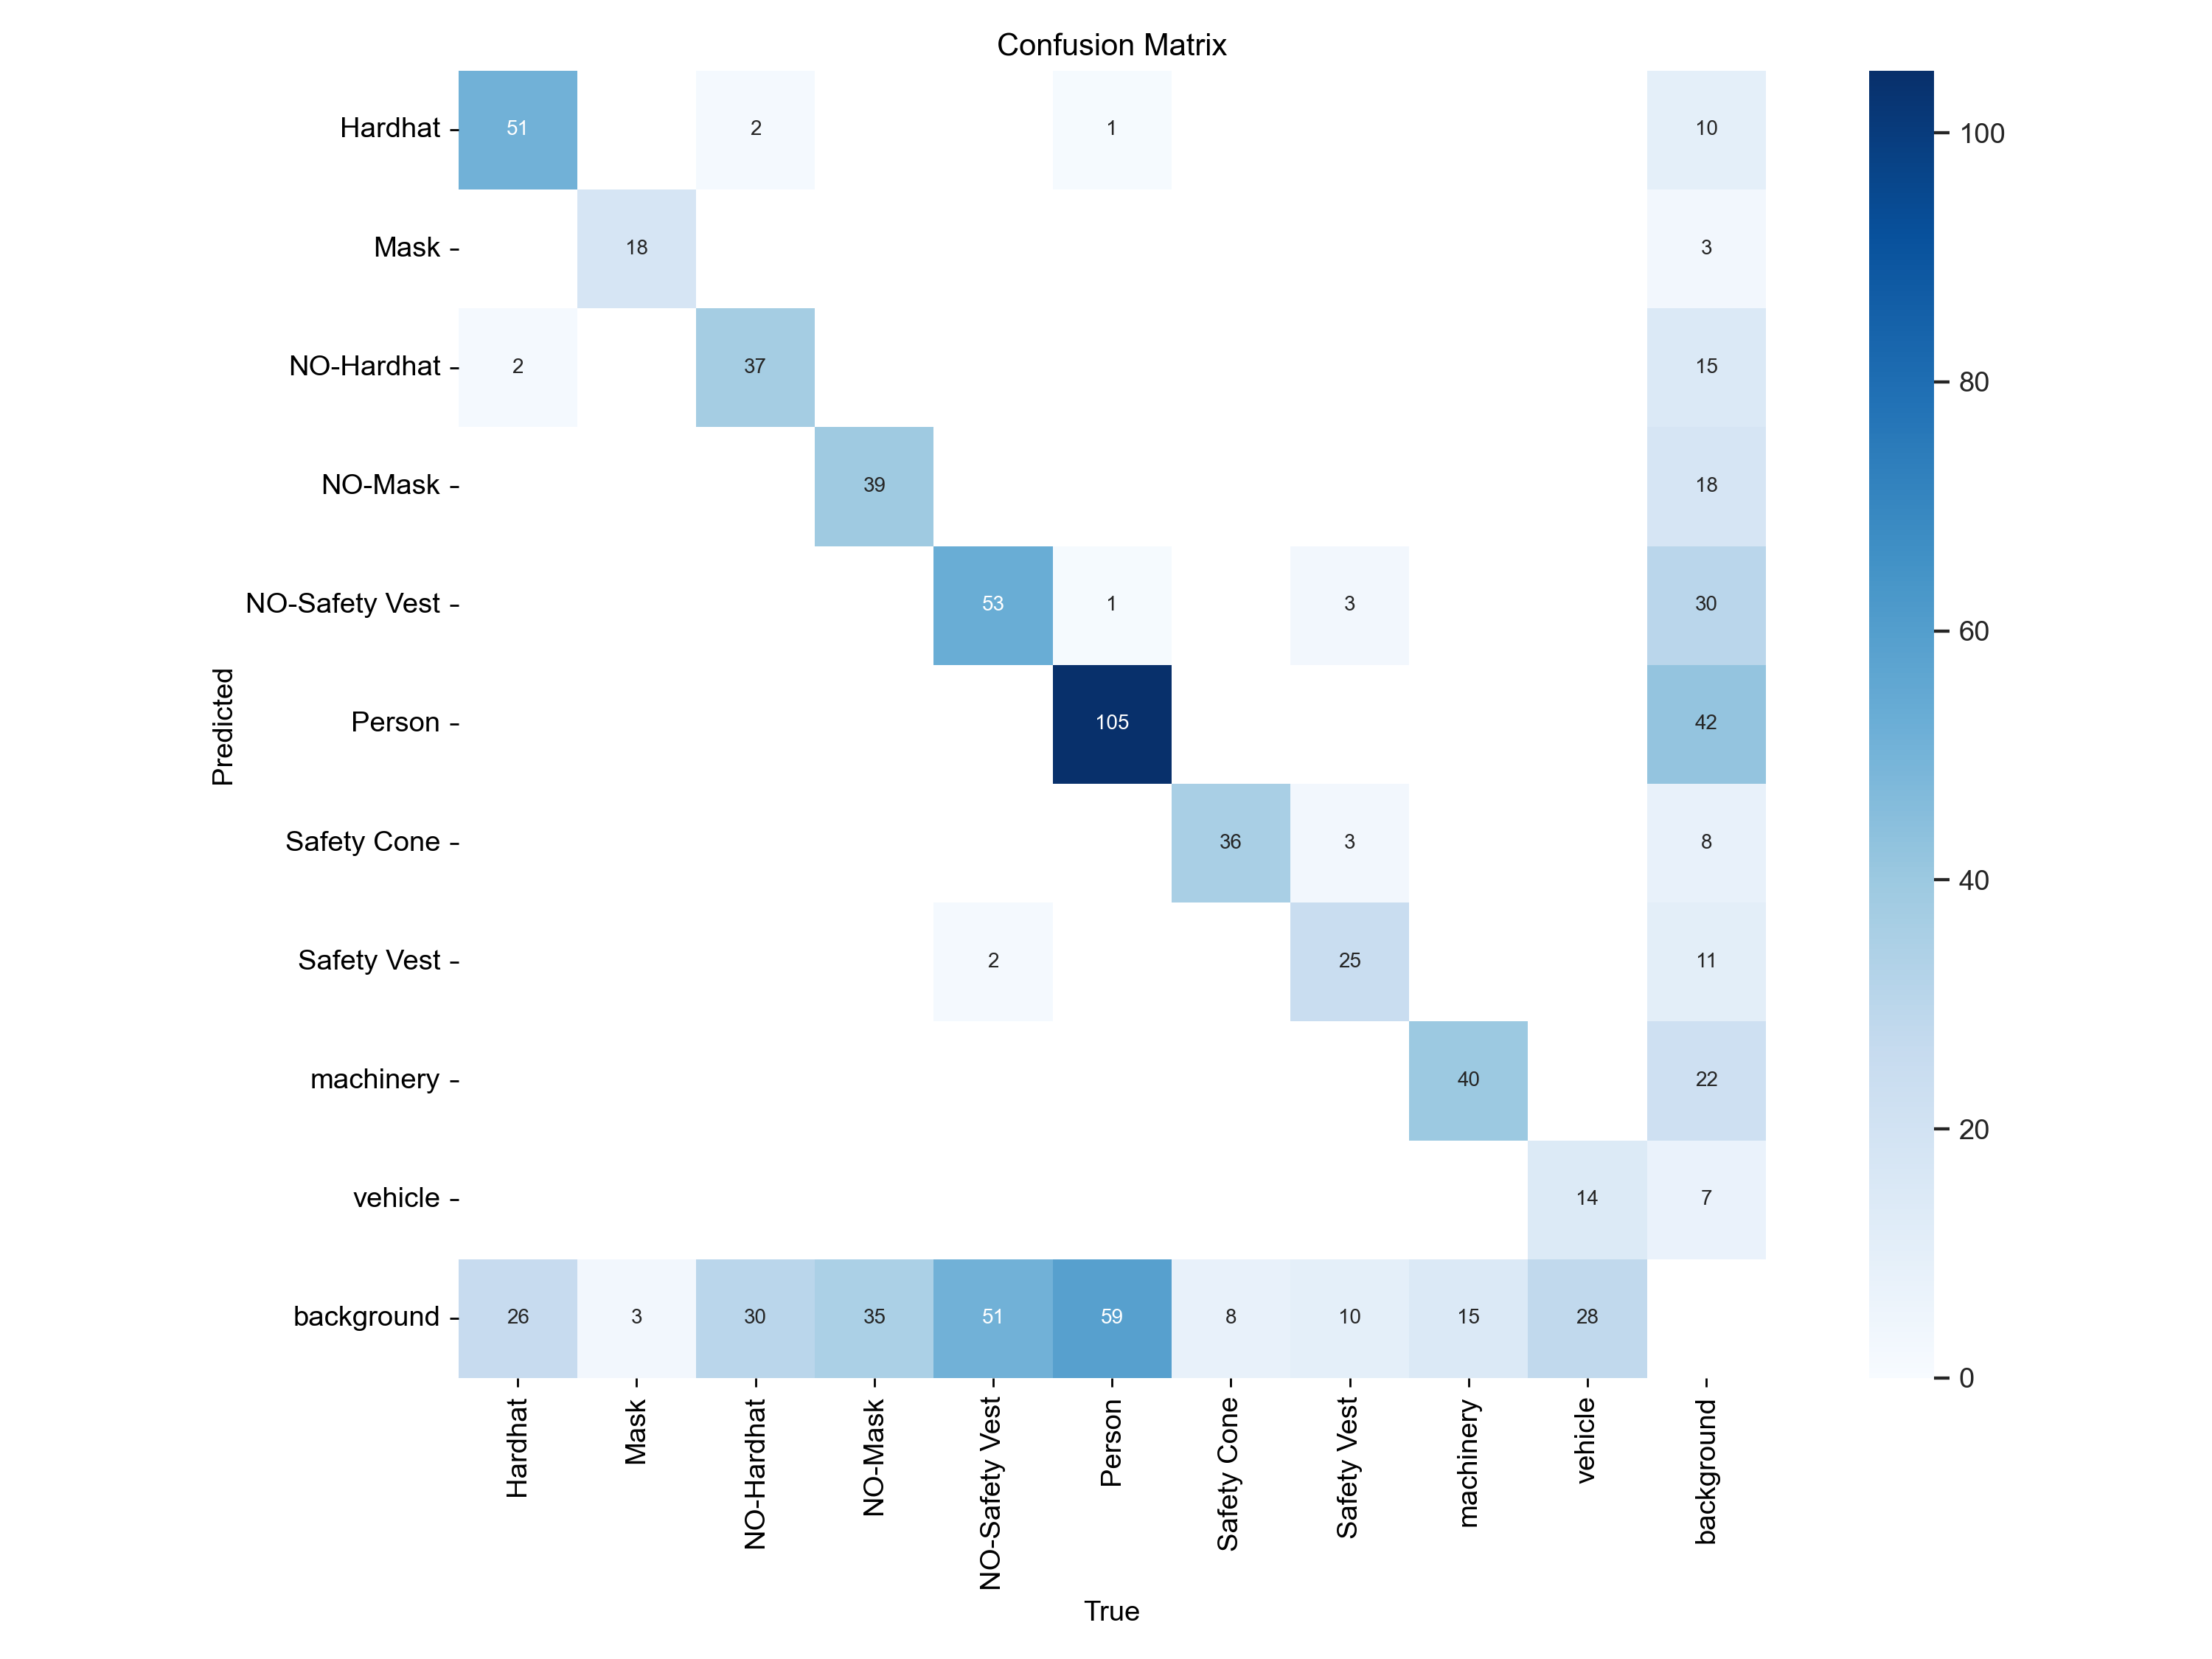 Confusion Matrix
Hardhat 51 2 1 10
Mask 18 3
NO-Hardhat 2 37 15
NO-Mask 39 18
NO-Safety Vest 53 1 3 30
Person 105 42
Safety Cone 36 3 8
Safety Vest 2 25 11
machinery 40 22
vehicle 14 7
background 26 3 30 35 51 59 8 10 15 28
Predicted
Hardhat
Mask
NO-Hardhat
NO-Mask
NO-Safety Vest
Person
Safety Cone
Safety Vest
machinery
vehicle
background
True
100
80
60
40
20
0